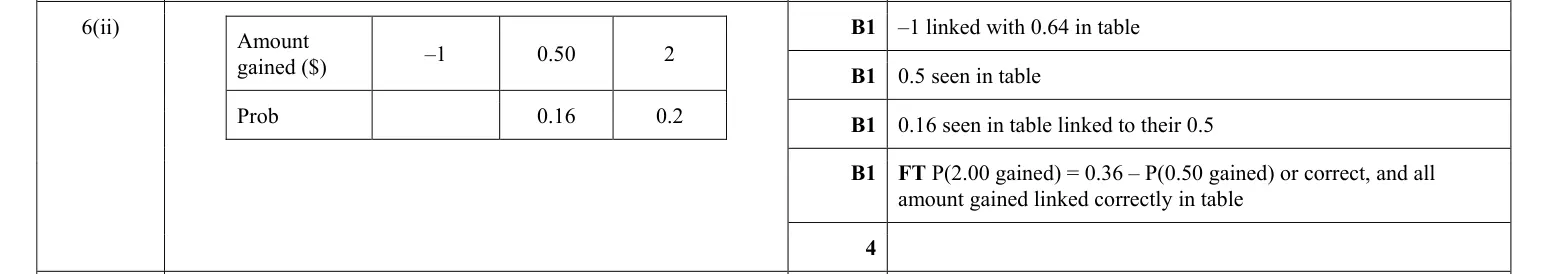 6(ii)
Amount
gained ($)
–1
0.50
2
Prob
0.16
0.2
B1
–1 linked with 0.64 in table
B1
0.5 seen in table
B1
0.16 seen in table linked to their 0.5
B1
FT P(2.00 gained) = 0.36 – P(0.50 gained) or correct, and all
amount gained linked correctly in table
4